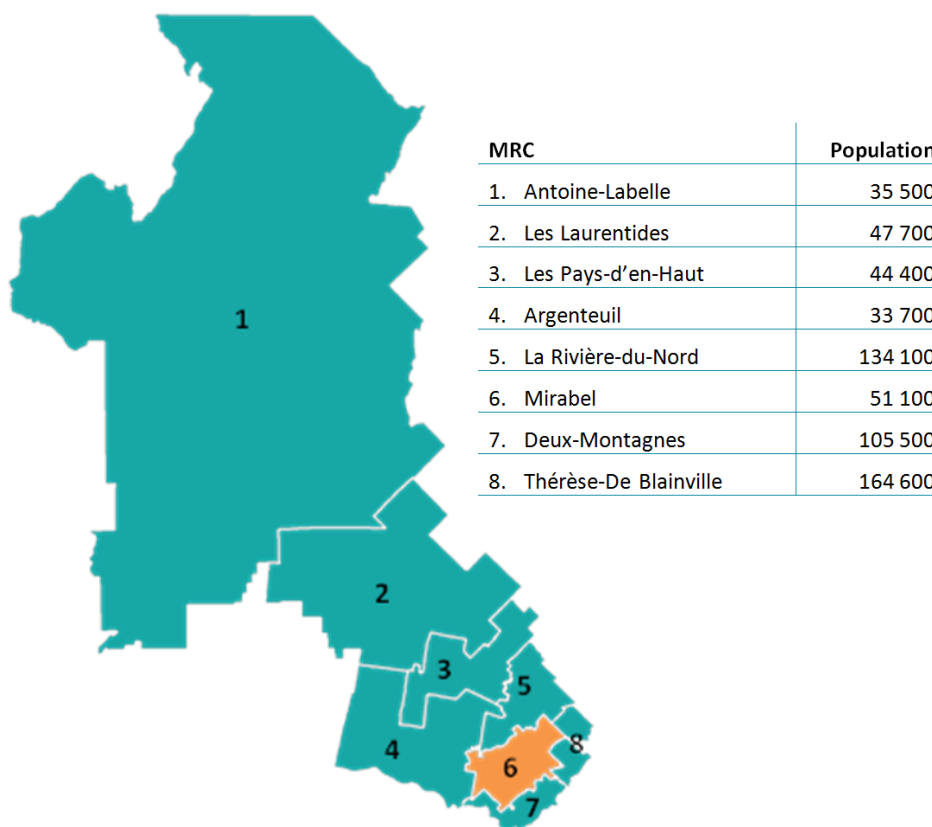 MRC Population
1. Antoine-Labelle 35 500
2. Les Laurentides 47 700
3. Les Pays-d'en-Haut 44 400
4. Argenteuil 33 700
5. La Rivière-du-Nord 134 100
6. Mirabel 51 100
7. Deux-Montagnes 105 500
8. Thérèse-De Blainville 164 600
1
2
3
5
4
8
6
7